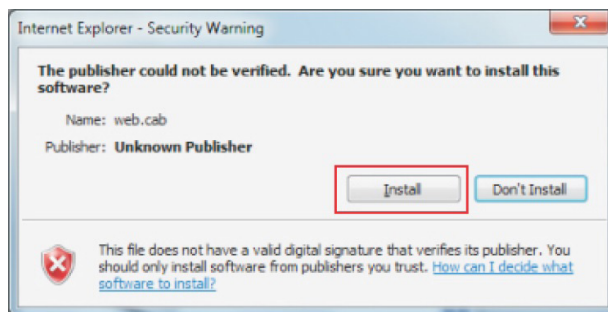 Internet Explorer - Security Warning
The publisher could not be verified. Are you sure you want to install this
software?
Name: web.cab
Publisher: Unknown Publisher
Install Don't Install
This file does not have a valid digital signature that verifies its publisher. You
should only install software from publishers you trust. How can I decide what
software to install?